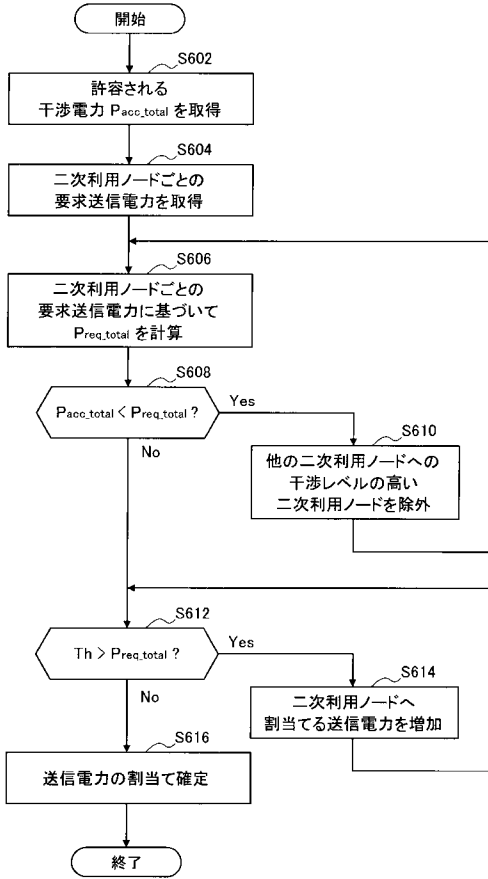 開始
S602
許容される
干渉電力 Pacc_total を取得
S604
二次利用ノードごとの
要求送信電力を取得
S606
二次利用ノードごとの
要求送信電力に基づいて
Preq_total を計算
S608
Pacc_total < Preq_total ?
Yes
No
S610
他の二次利用ノードへの
干渉レベルの高い
二次利用ノードを除外
S612
Th > Preq_total ?
Yes
No
S614
二次利用ノードへ
割当てる送信電力を増加
S616
送信電力の割当て確定
終了